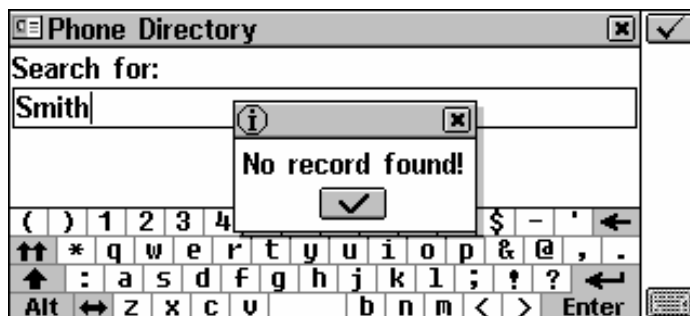 Phone Directory
Search for:
Smith
No record found!
( ) 1 2 3 4 $ - '
* q w e r t y u i o p & @ , .
: a s d f g h j k l ; ! ?
Alt z x c v b n m < > Enter